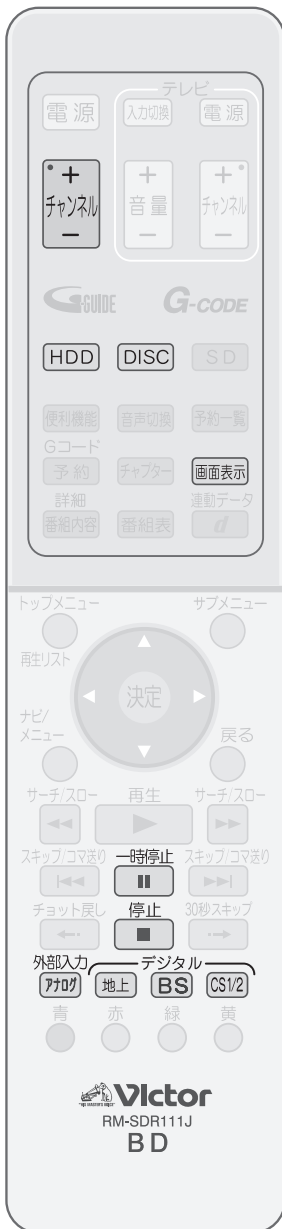 テレビ
電源 入力切換 電源
+ + +
チャンネル 音量 チャンネル
− − −
G-GUIDE G-CODE
HDD DISC SD
便利機能 音声切換 予約一覧
Gコード
予約 チャプター 画面表示
詳細 連動データ
番組内容 番組表 d
トップメニュー サブメニュー
再生リスト
決定
ナビ/
メニュー 戻る
サーチ/スロー 再生 サーチ/スロー
スキップ/コマ送り 一時停止 スキップ/コマ送り
チョット戻し 停止 30秒スキップ
外部入力 デジタル
アナログ 地上 BS CS1/2
青 赤 緑 黄
Victor
RM-SDR111J
BD